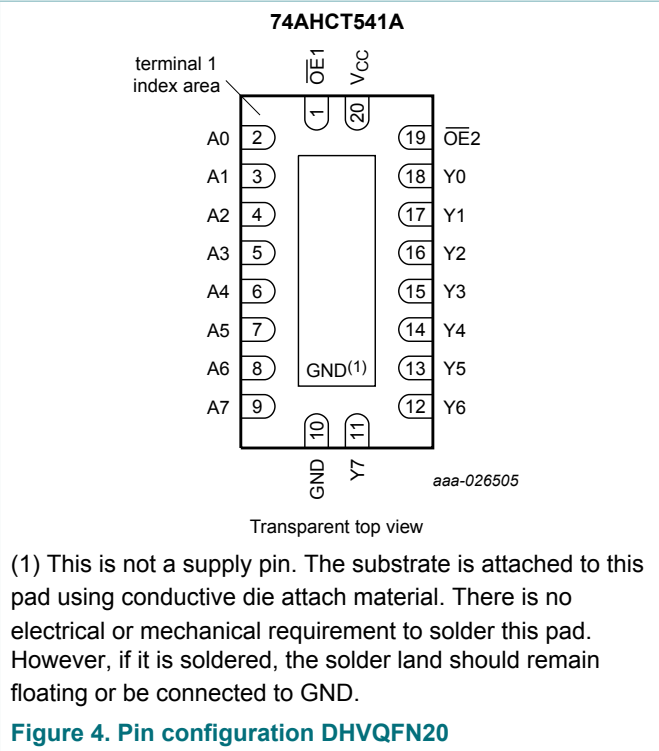 74AHCT541A
terminal 1
index area
O̅E̅1
VCC
1
20
A0 2
19 O̅E̅2
A1 3
18 Y0
A2 4
17 Y1
A3 5
16 Y2
A4 6
15 Y3
A5 7
14 Y4
A6 8
GND(1)
13 Y5
A7 9
12 Y6
10
11
GND
Y7
aaa-026505
Transparent top view
(1) This is not a supply pin. The substrate is attached to this
pad using conductive die attach material. There is no
electrical or mechanical requirement to solder this pad.
However, if it is soldered, the solder land should remain
floating or be connected to GND.
Figure 4. Pin configuration DHVQFN20